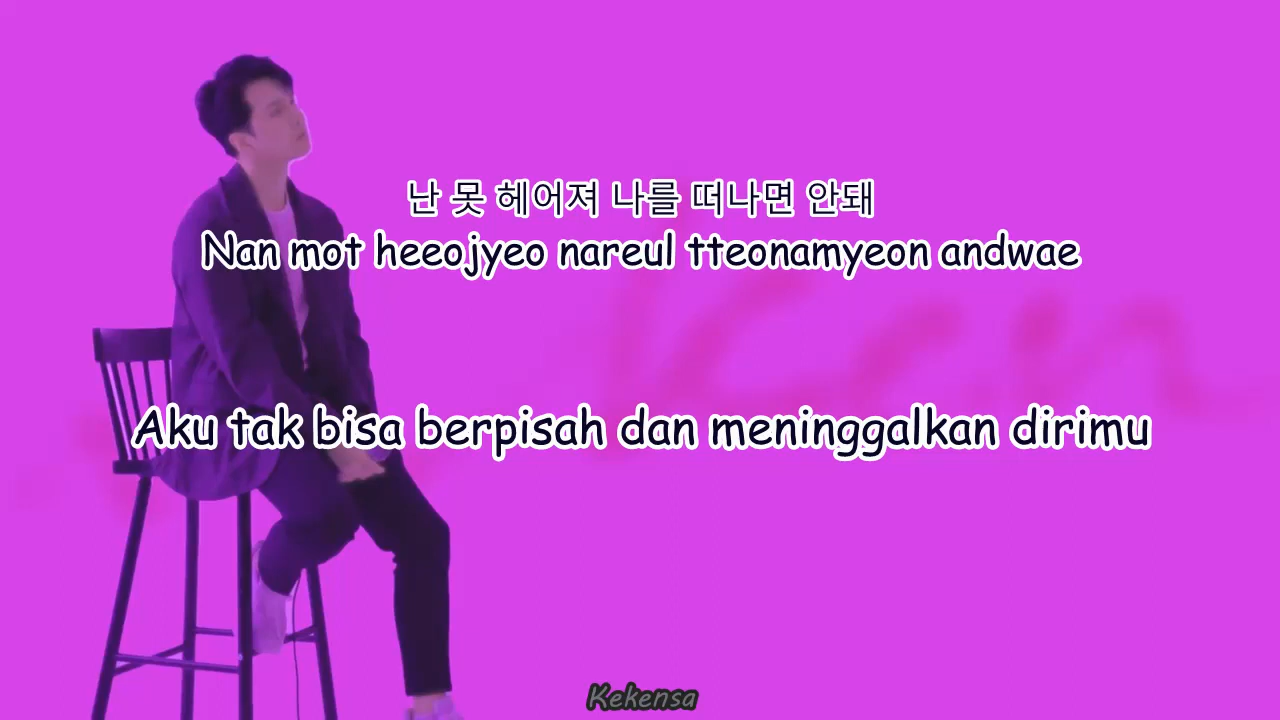 난 못 헤어져 나를 떠나면 안돼
Nan mot heeojyeo nareul tteonamyeon andwae
Aku tak bisa berpisah dan meninggalkan dirimu
Kekensa